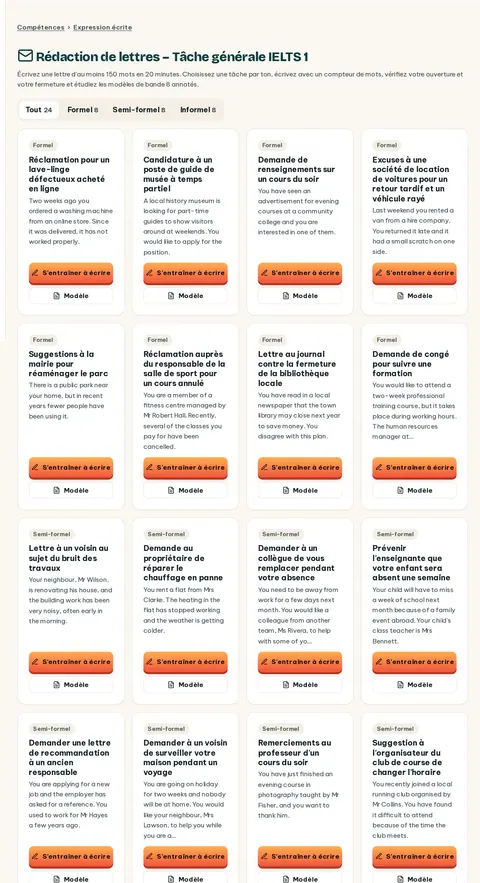 Compétences › Expression écrite
Rédaction de lettres – Tâche générale IELTS 1
Écrivez une lettre d'au moins 150 mots en 20 minutes. Choisissez une tâche par ton, écrivez avec un compteur de mots, vérifiez votre ouverture et
votre fermeture et étudiez les modèles de bande 8 annotés.
Tout 24 Formel 8 Semi-formel 8 Informel 8
Formel
Réclamation pour un
lave-linge
défectueux acheté
en ligne
Two weeks ago you
ordered a washing machine
from an online store. Since
it was delivered, it has not
worked properly.
S'entraîner à écrire
Modèle
Formel
Candidature à un
poste de guide de
musée à temps
partiel
A local history museum is
looking for part-time
guides to show visitors
around at weekends. You
would like to apply for the
position.
S'entraîner à écrire
Modèle
Formel
Demande de
renseignements sur
un cours du soir
You have seen an
advertisement for evening
courses at a community
college and you are
interested in one of them.
S'entraîner à écrire
Modèle
Formel
Excuses à une
société de location
de voitures pour un
retour tardif et un
véhicule rayé
Last weekend you rented a
van from a hire company.
You returned it late and it
had a small scratch on one
side.
S'entraîner à écrire
Modèle
Formel
Suggestions à la
mairie pour
réaménager le parc
There is a public park near
your home, but in recent
years fewer people have
been using it.
S'entraîner à écrire
Modèle
Formel
Réclamation auprès
du responsable de la
salle de sport pour
un cours annulé
You are a member of a
fitness centre managed by
Mr Robert Hall. Recently,
several of the classes you
pay for have been
cancelled.
S'entraîner à écrire
Modèle
Formel
Lettre au journal
contre la fermeture
de la bibliothèque
locale
You have read in a local
newspaper that the town
library may close next year
to save money. You
disagree with this plan.
S'entraîner à écrire
Modèle
Formel
Demande de congé
pour suivre une
formation
You would like to attend a
two-week professional
training course, but it takes
place during working hours.
The human resources
manager at...
S'entraîner à écrire
Modèle
Semi-formel
Lettre à un voisin au
sujet du bruit des
travaux
Your neighbour, Mr Wilson,
is renovating his house, and
the building work has been
very noisy, often early in
the morning.
S'entraîner à écrire
Modèle
Semi-formel
Demande au
propriétaire de
réparer le
chauffage en panne
You rent a flat from Mrs
Clarke. The heating in the
flat has stopped working
and the weather is getting
colder.
S'entraîner à écrire
Modèle
Semi-formel
Demander à un
collègue de vous
remplacer pendant
votre absence
You need to be away from
work for a few days next
month. You would like a
colleague from another
team, Ms Rivera, to help
with some of yo...
S'entraîner à écrire
Modèle
Semi-formel
Prévenir
l'enseignante que
votre enfant sera
absent une semaine
Your child will have to miss
a week of school next
month because of a family
event abroad. Your child's
class teacher is Mrs
Bennett.
S'entraîner à écrire
Modèle
Semi-formel
Demander une lettre
de recommandation
à un ancien
responsable
You are applying for a new
job and the employer has
asked for a reference. You
used to work for Mr Hayes
a few years ago.
S'entraîner à écrire
Modèle
Semi-formel
Demander à un voisin
de surveiller votre
maison pendant un
voyage
You are going on holiday
for two weeks and nobody
will be at home. You would
like your neighbour, Mrs
Lawson, to help you while
you are a...
S'entraîner à écrire
Modèle
Semi-formel
Remerciements au
professeur d'un
cours du soir
You have just finished an
evening course in
photography taught by Mr
Fisher, and you want to
thank him.
S'entraîner à écrire
Modèle
Semi-formel
Suggestion à
l'organisateur du
club de course de
changer l'horaire
You recently joined a local
running club organised by
Mr Collins. You have found
it difficult to attend
because of the time the
club meets.
S'entraîner à écrire
Modèle